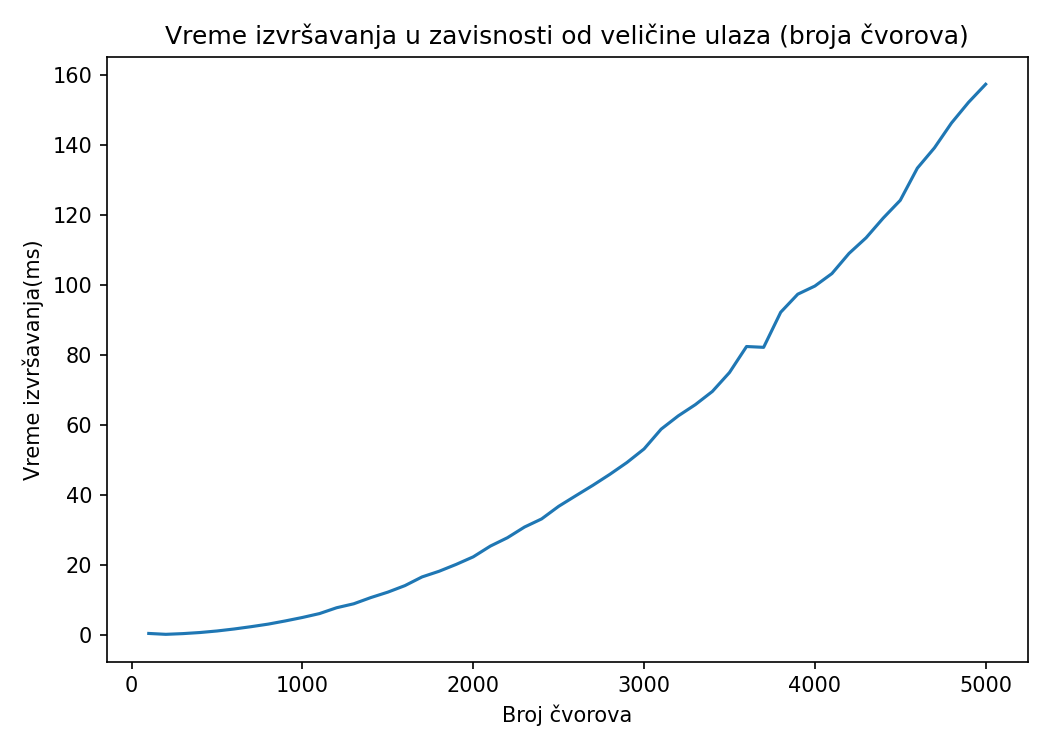 Vreme izvršavanja u zavisnosti od veličine ulaza (broja čvorova)
Vreme izvršavanja(ms)
160
140
120
100
80
60
40
20
0
0 1000 2000 3000 4000 5000
Broj čvorova